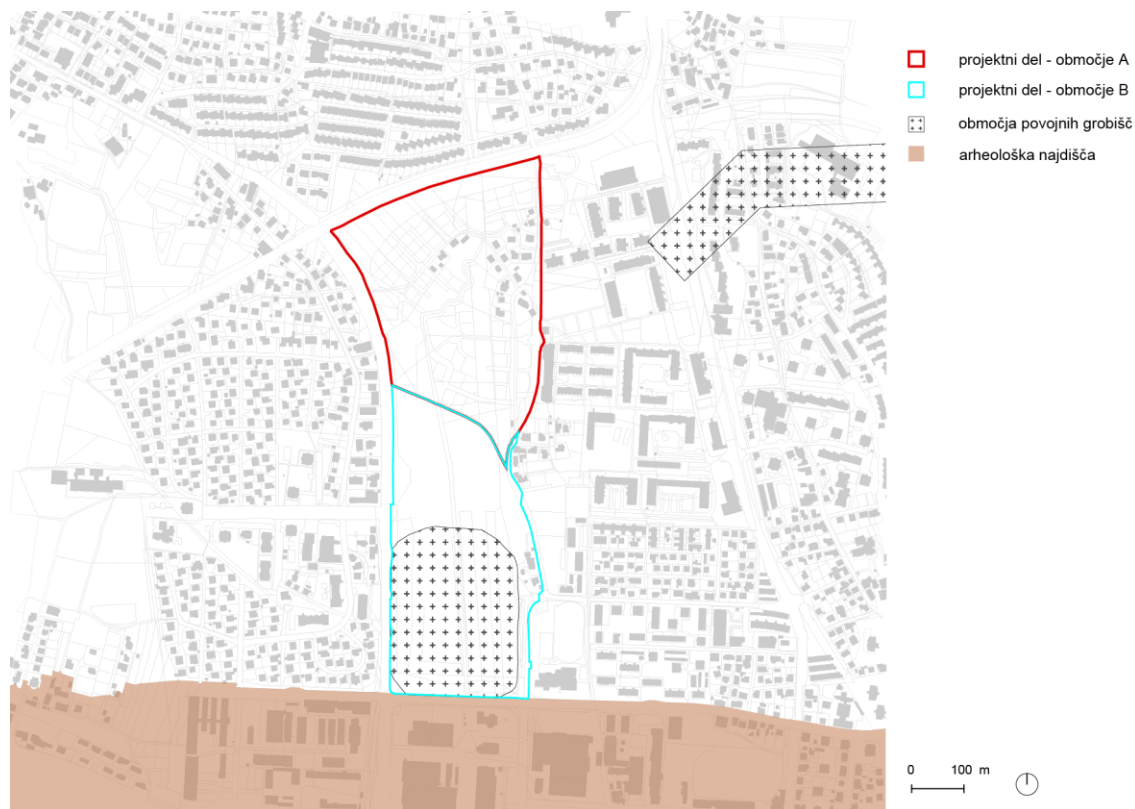 projektni del - območje A
projektni del - območje B
območja povojnih grobišč
arheološka najdišča
0 100 m